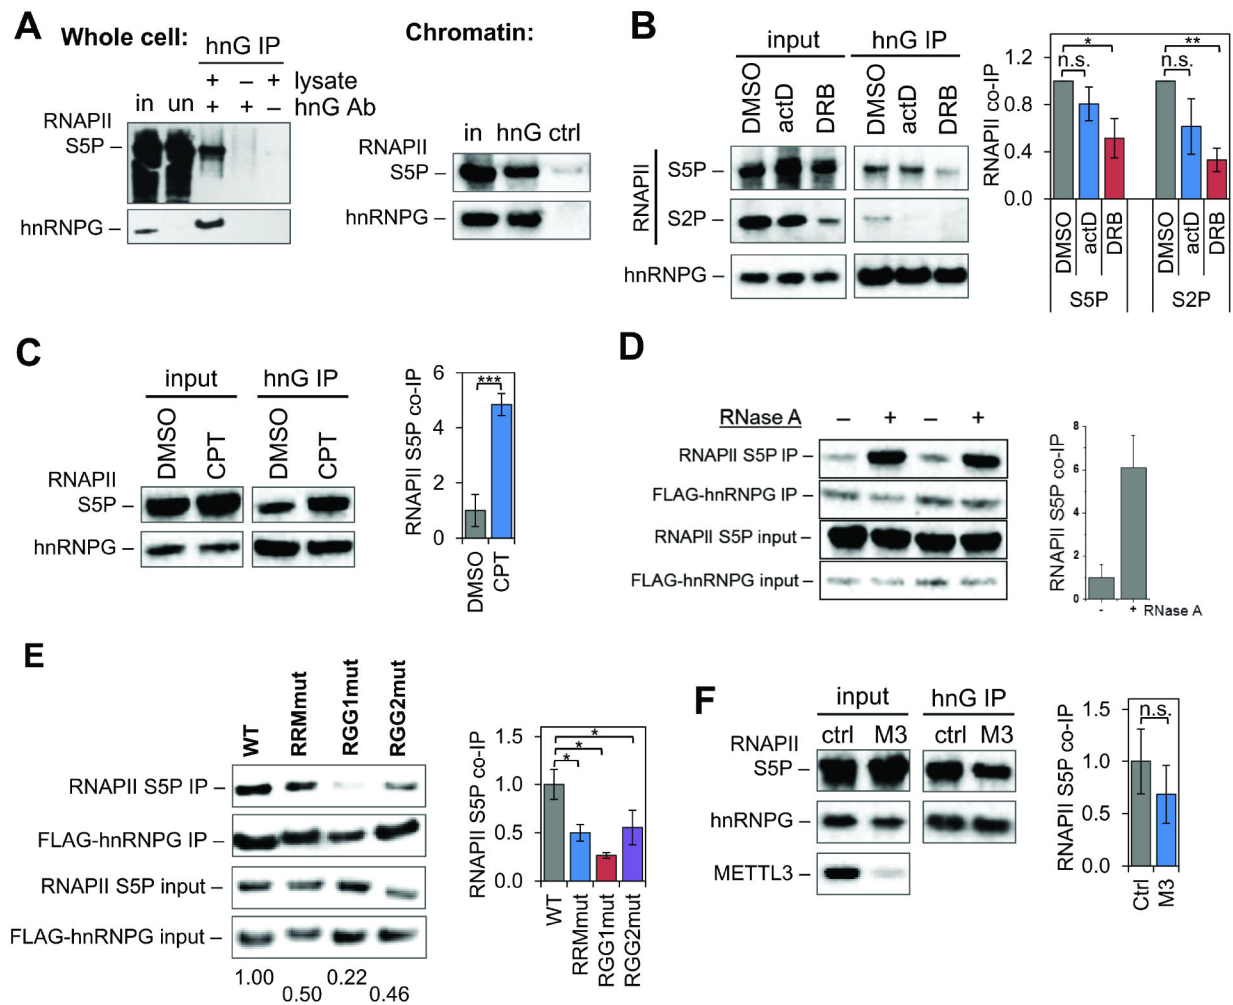 A
Whole cell:
hnG IP
+ – + lysate
in un + + – hnG Ab
RNAPII
S5P –
hnRNPG –
Chromatin:
in hnG ctrl
RNAPII
S5P –
hnRNPG –
B
input hnG IP
DMSO actD DRB DMSO actD DRB
RNAPII
S5P –
S2P –
hnRNPG –
RNAPII co-IP
1.2
0.8
0.4
0.0
n.s. * n.s. **
DMSO actD DRB DMSO actD DRB
S5P S2P
C
input hnG IP
DMSO CPT DMSO CPT
RNAPII
S5P –
hnRNPG –
RNAPII S5P co-IP
6
4
2
0
***
DMSO CPT
D
RNase A – + – +
RNAPII S5P IP –
FLAG-hnRNPG IP –
RNAPII S5P input –
FLAG-hnRNPG input –
RNAPII S5P co-IP
8
6
4
2
0
- + RNase A
E
WT RRMmut RGG1mut RGG2mut
RNAPII S5P IP –
FLAG-hnRNPG IP –
RNAPII S5P input –
FLAG-hnRNPG input –
1.00 0.50 0.22 0.46
RNAPII S5P co-IP
1.5
1.0
0.5
0.0
* * *
WT RRMmut RGG1mut RGG2mut
F
input hnG IP
ctrl M3 ctrl M3
RNAPII
S5P –
hnRNPG –
METTL3 –
RNAPII S5P co-IP
1.5
1.0
0.5
0.0
n.s.
Ctrl M3